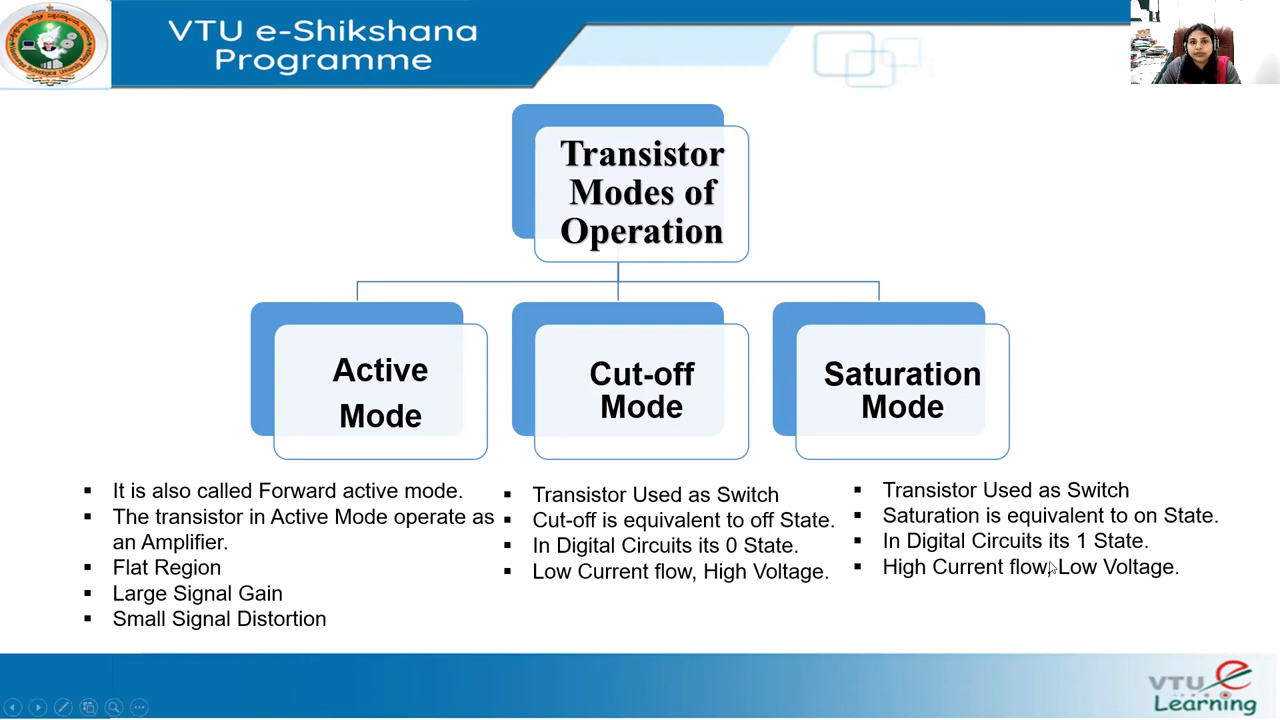 VTU e-Shikshana
Programme
Transistor
Modes of
Operation
Active
Mode
Cut-off
Mode
Saturation
Mode
▪ It is also called Forward active mode.
▪ The transistor in Active Mode operate as
an Amplifier.
▪ Flat Region
▪ Large Signal Gain
▪ Small Signal Distortion
▪ Transistor Used as Switch
▪ Cut-off is equivalent to off State.
▪ In Digital Circuits its 0 State.
▪ Low Current flow, High Voltage.
▪ Transistor Used as Switch
▪ Saturation is equivalent to on State.
▪ In Digital Circuits its 1 State.
▪ High Current flow, Low Voltage.
VTU e
Learning